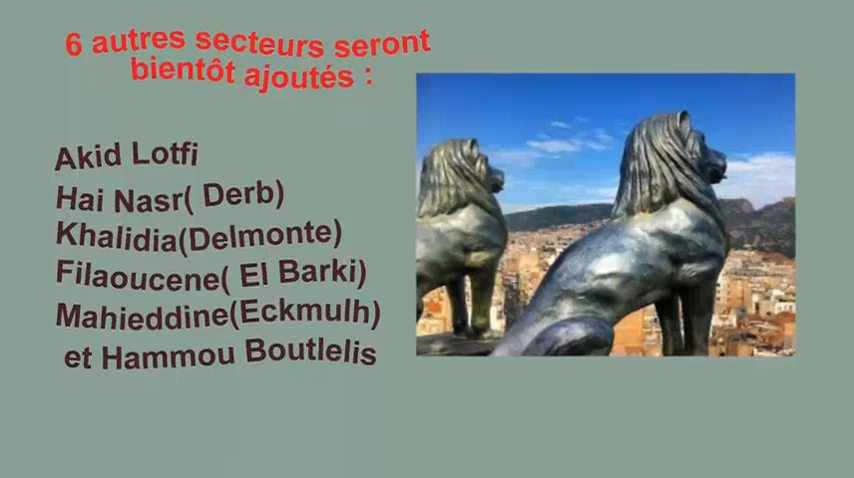 6 autres secteurs seront
bientôt ajoutés :
Akid Lotfi
Hai Nasr( Derb)
Khalidia(Delmonte)
Filaoucene( El Barki)
Mahieddine(Eckmulh)
et Hammou Boutlelis